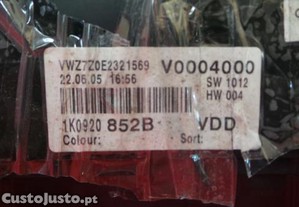 VWZ7Z0E2321569 V0004000
22.06.05 16:56 SW 1012
HW 004
1K0920 852B VDD
Colour: Sort:
CustoJusto.pt